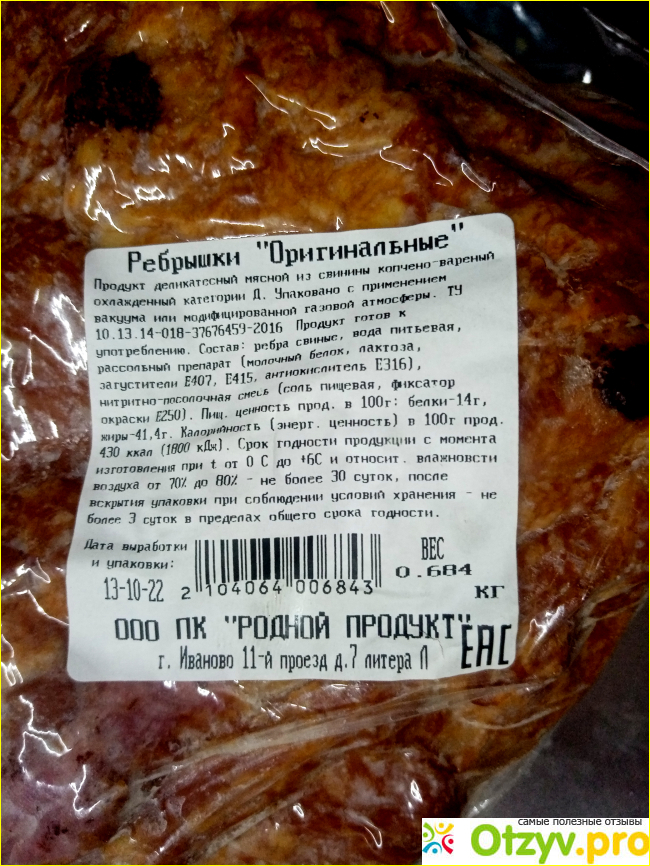 Ребрышки "Оригинальные"
Продукт деликатесный мясной из свинины копчено-вареный
охлажденный категории Д. Упаковано с применением
вакуума или модифицированной газовой атмосферы. ТУ
10.13.14-018-37676459-2016 Продукт готов к
употреблению. Состав: ребра свиные, вода питьевая,
рассольный препарат (молочный белок, лактоза,
загустители Е407, Е415, антиокислитель Е316),
нитритно-посолочная смесь (соль пищевая, фиксатор
окраски Е250). Пищ. ценность прод. в 100г: белки-14г,
жиры-41,4г. Калорийность (энерг. ценность) в 100г прод.
430 ккал (1800 кДж). Срок годности продукции с момента
изготовления при t от 0 С до +6С и относит. влажновсти
воздуха от 70% до 80% - не более 30 суток, после
вскрытия упаковки при соблюдении условий хранения - не
более 3 суток в пределах общего срока годности.
Дата выработки
и упаковки:
13-10-22
2 104064 006843
ВЕС
0.684
кг
ООО ПК "РОДНОЙ ПРОДУКТ"
г. Иваново 11-й проезд д.7 литера Л
ЕАС
самые полезные отзывы
Otzyv.pro